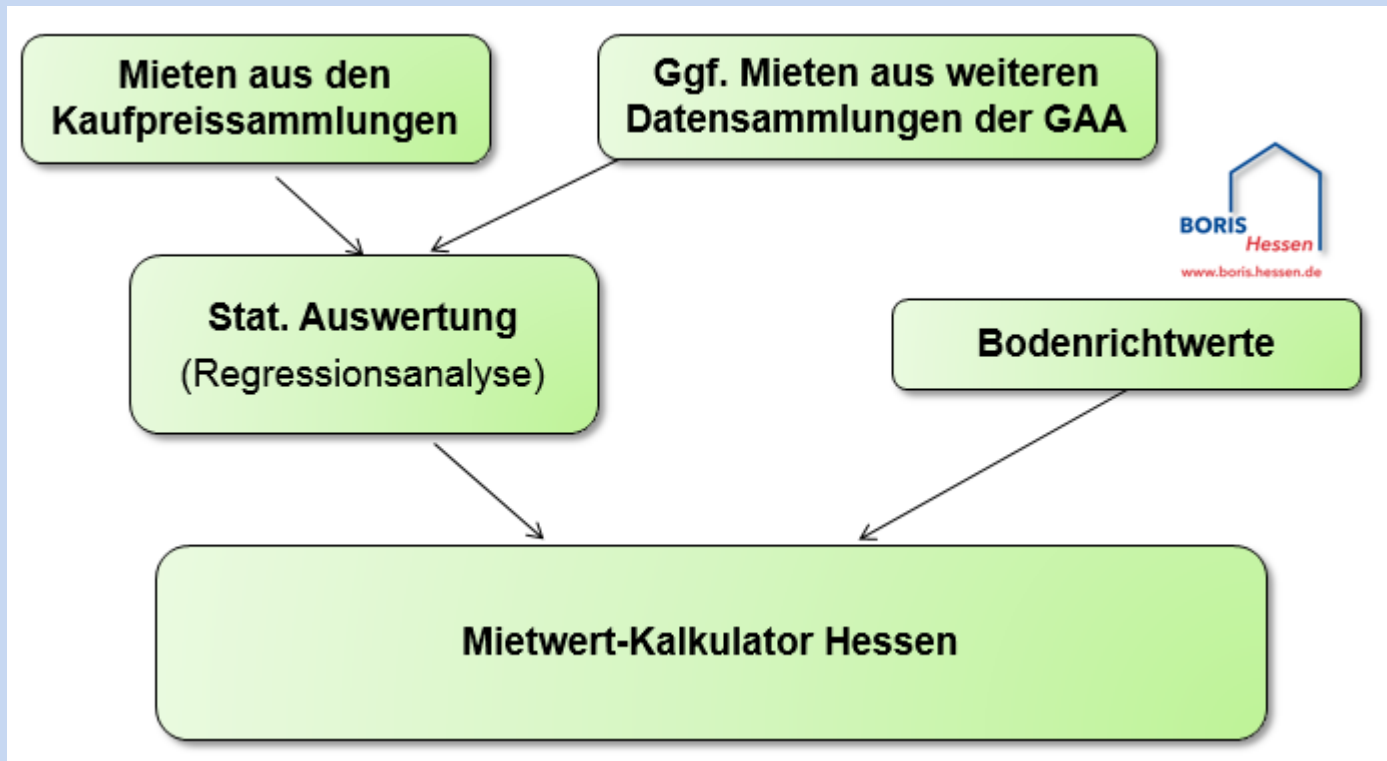 Mieten aus den
Kaufpreissammlungen
Ggf. Mieten aus weiteren
Datensammlungen der GAA
BORIS
Hessen
www.boris.hessen.de
Stat. Auswertung
(Regressionsanalyse)
Bodenrichtwerte
Mietwert-Kalkulator Hessen